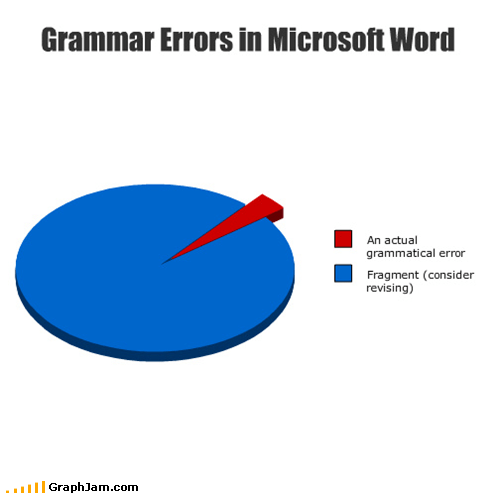 Grammar Errors in Microsoft Word
An actual
grammatical error
Fragment (consider
revising)
GraphJam.com